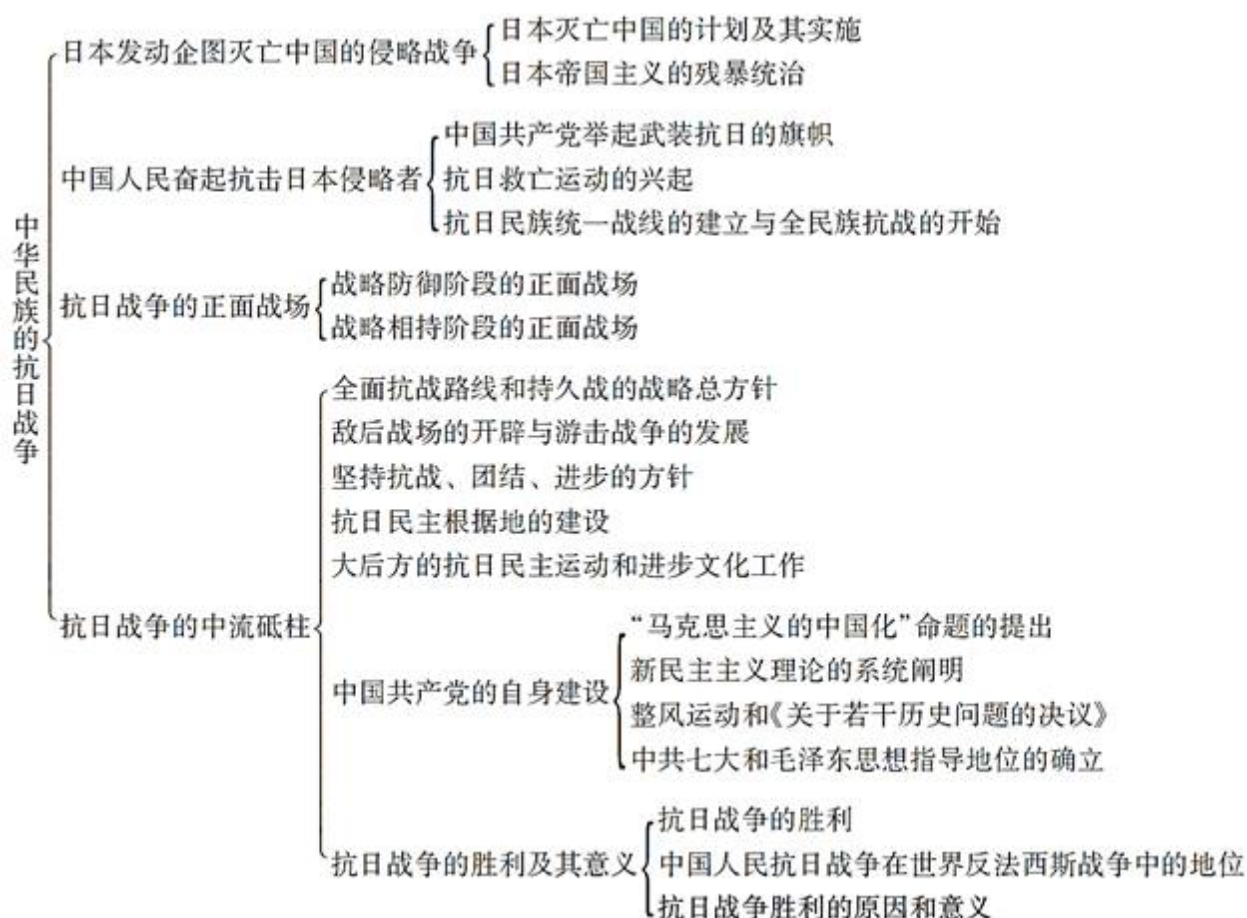 中华民族的抗日战争
日本发动企图灭亡中国的侵略战争
日本灭亡中国的计划及其实施
日本帝国主义的残暴统治
中国人民奋起抗击日本侵略者
中国共产党举起武装抗日的旗帜
抗日救亡运动的兴起
抗日民族统一战线的建立与全民族抗战的开始
抗日战争的正面战场
战略防御阶段的正面战场
战略相持阶段的正面战场
抗日战争的中流砥柱
全面抗战路线和持久战的战略总方针
敌后战场的开辟与游击战争的发展
坚持抗战、团结、进步的方针
抗日民主根据地的建设
大后方的抗日民主运动和进步文化工作
中国共产党的自身建设
“马克思主义的中国化”命题的提出
新民主主义理论的系统阐明
整风运动和《关于若干历史问题的决议》
中共七大和毛泽东思想指导地位的确立
抗日战争的胜利及其意义
抗日战争的胜利
中国人民抗日战争在世界反法西斯战争中的地位
抗日战争胜利的原因和意义